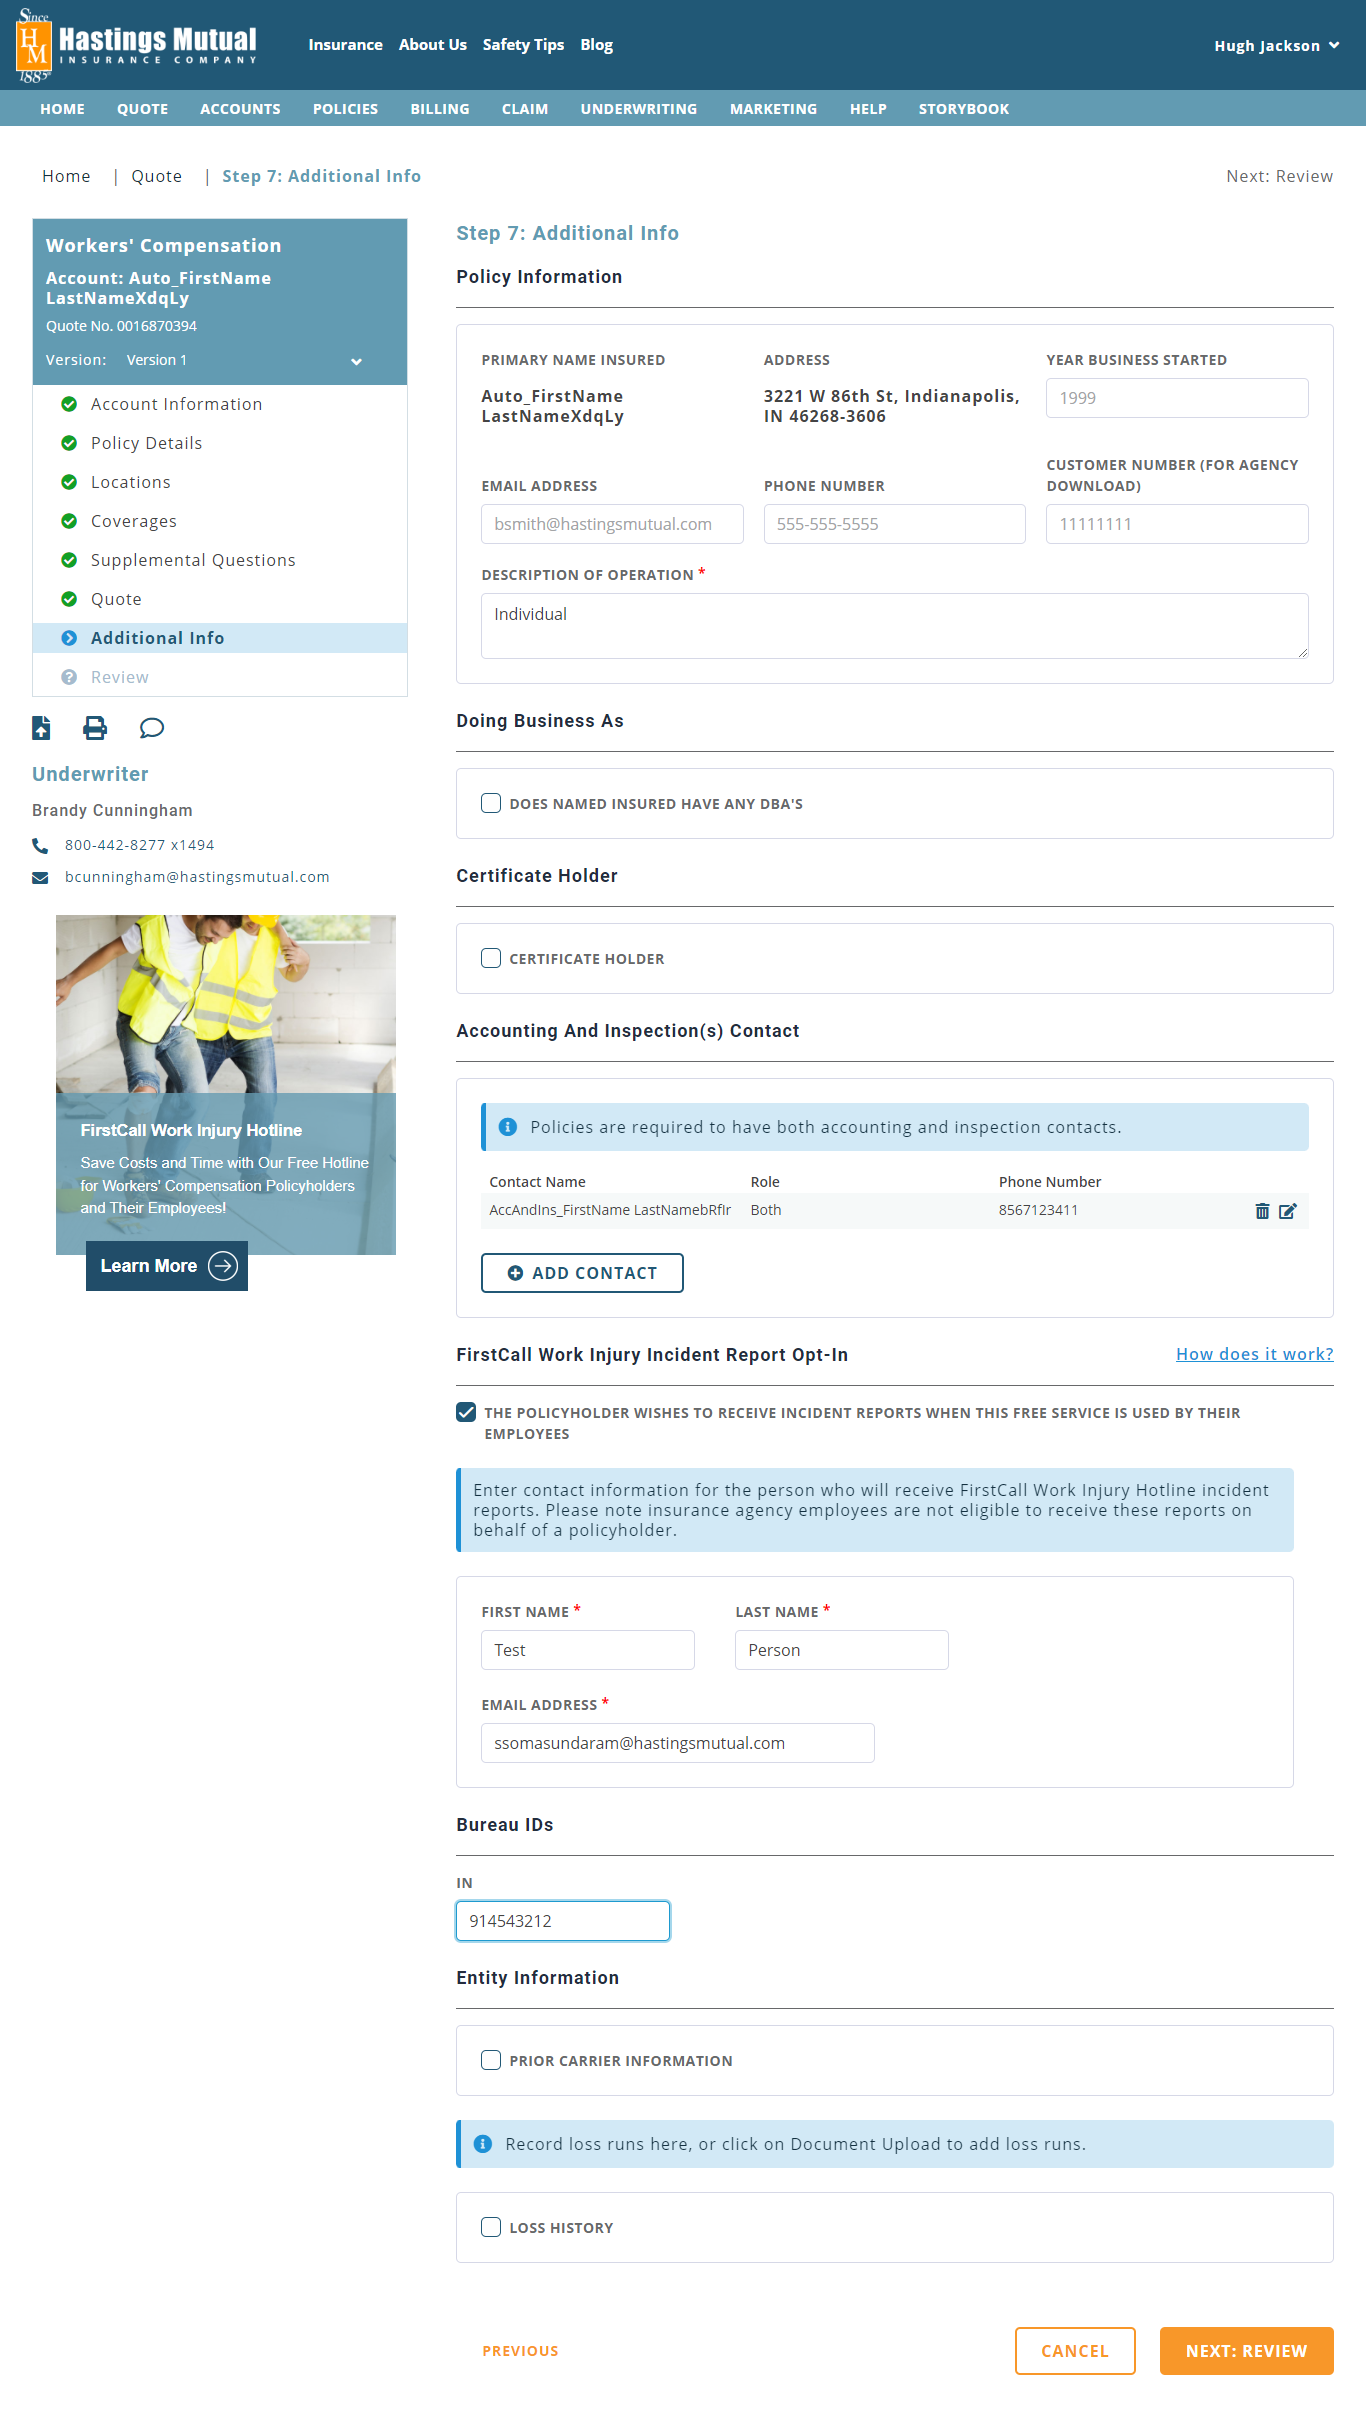 Since
HM
1885
Hastings Mutual
INSURANCE COMPANY
Insurance About Us Safety Tips Blog
Hugh Jackson
HOME QUOTE ACCOUNTS POLICIES BILLING CLAIM UNDERWRITING MARKETING HELP STORYBOOK
Home | Quote | Step 7: Additional Info
Next: Review
Workers' Compensation
Account: Auto_FirstName
LastNameXdqLy
Quote No. 0016870394
Version: Version 1
Account Information
Policy Details
Locations
Coverages
Supplemental Questions
Quote
Additional Info
Review
Underwriter
Brandy Cunningham
800-442-8277 x1494
bcunningham@hastingsmutual.com
FirstCall Work Injury Hotline
Save Costs and Time with Our Free Hotline
for Workers' Compensation Policyholders
and Their Employees!
Learn More
Step 7: Additional Info
Policy Information
PRIMARY NAME INSURED ADDRESS YEAR BUSINESS STARTED
Auto_FirstName
LastNameXdqLy
3221 W 86th St, Indianapolis,
IN 46268-3606
1999
EMAIL ADDRESS PHONE NUMBER
CUSTOMER NUMBER (FOR AGENCY
DOWNLOAD)
bsmith@hastingsmutual.com 555-555-5555 11111111
DESCRIPTION OF OPERATION *
Individual
Doing Business As
DOES NAMED INSURED HAVE ANY DBA'S
Certificate Holder
CERTIFICATE HOLDER
Accounting And Inspection(s) Contact
Policies are required to have both accounting and inspection contacts.
Contact Name Role Phone Number
AccAndIns_FirstName LastNamebRfIr Both 8567123411
ADD CONTACT
FirstCall Work Injury Incident Report Opt-In
How does it work?
THE POLICYHOLDER WISHES TO RECEIVE INCIDENT REPORTS WHEN THIS FREE SERVICE IS USED BY THEIR
EMPLOYEES
Enter contact information for the person who will receive FirstCall Work Injury Hotline incident
reports. Please note insurance agency employees are not eligible to receive these reports on
behalf of a policyholder.
FIRST NAME * LAST NAME *
Test Person
EMAIL ADDRESS *
ssomasundaram@hastingsmutual.com
Bureau IDs
IN
914543212
Entity Information
PRIOR CARRIER INFORMATION
Record loss runs here, or click on Document Upload to add loss runs.
LOSS HISTORY
PREVIOUS CANCEL NEXT: REVIEW